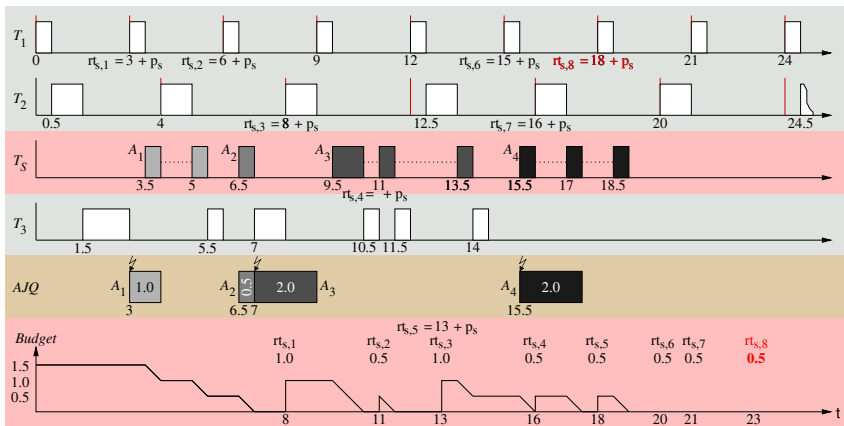 T1
0 3 + ps 6 + ps 9 12 15 + ps 18 + ps 21 24
rts,1 = rts,2 = rts,6 = rts,8 =
T2
0.5 4 rts,3 = 8 + ps 12.5 rts,7 = 16 + ps 20 24.5
TS A1 A2 A3 A4
3.5 5 6.5 9.5 11 13.5 15.5 17 18.5
rts,4 = + ps
T3
1.5 5.5 7 10.5 11.5 14
AJQ A1 1.0 A2 0.5 2.0 A3 A4 2.0
3 6.5 7 15.5
rts,5 = 13 + ps
Budget rts,1 rts,2 rts,3 rts,4 rts,5 rts,6 rts,7 rts,8
1.0 0.5 1.0 0.5 0.5 0.5 0.5 0.5
1.5
1.0
0.5
8 11 13 16 18 20 21 23 t